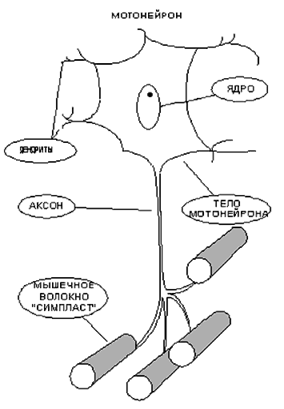 МОТОНЕЙРОН
ЯДРО
ДЕНДРИТЫ
АКСОН
ТЕЛО
МОТОНЕЙРОНА
МЫШЕЧНОЕ
ВОЛОКНО
"СИМПЛАСТ"